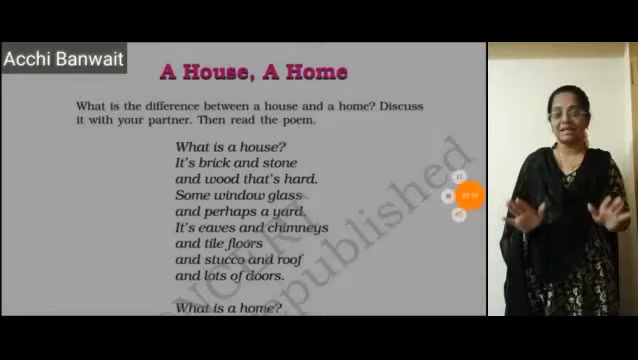 Acchi Banwait
A House, A Home
What is the difference between a house and a home? Discuss
it with your partner. Then read the poem.
What is a house?
It's brick and stone
and wood that's hard.
Some window glass
and perhaps a yard.
It's eaves and chimneys
and tile floors
and stucco and roof
and lots of doors.
What is a home?
republished